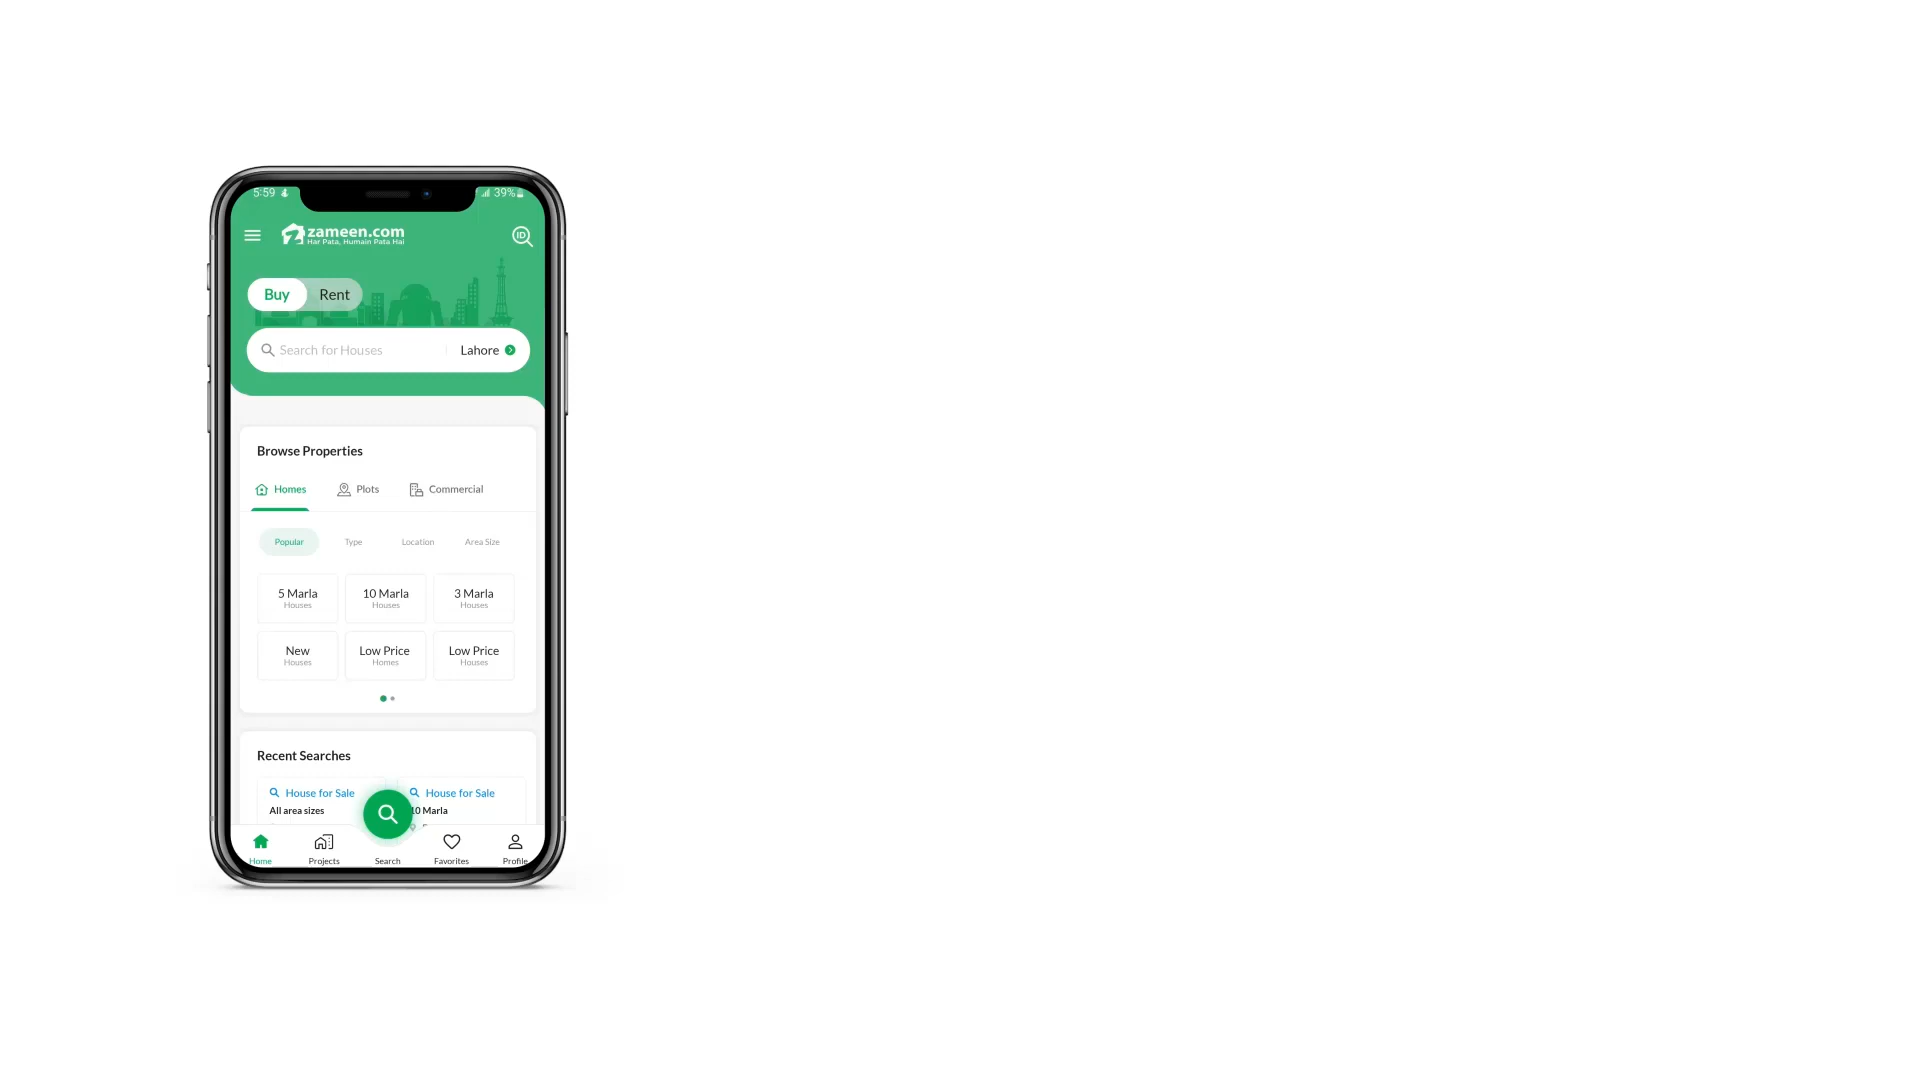 5:59 39%
zameen.com
Har Pata, Humain Pata Hai
ID
Buy Rent
Search for Houses Lahore
Browse Properties
Homes Plots Commercial
Popular Type Location Area Size
5 Marla 10 Marla 3 Marla
Houses Houses Houses
New Low Price Low Price
Houses Homes Houses
Recent Searches
House for Sale House for Sale
All area sizes 10 Marla
Home Projects Search Favorites Profile